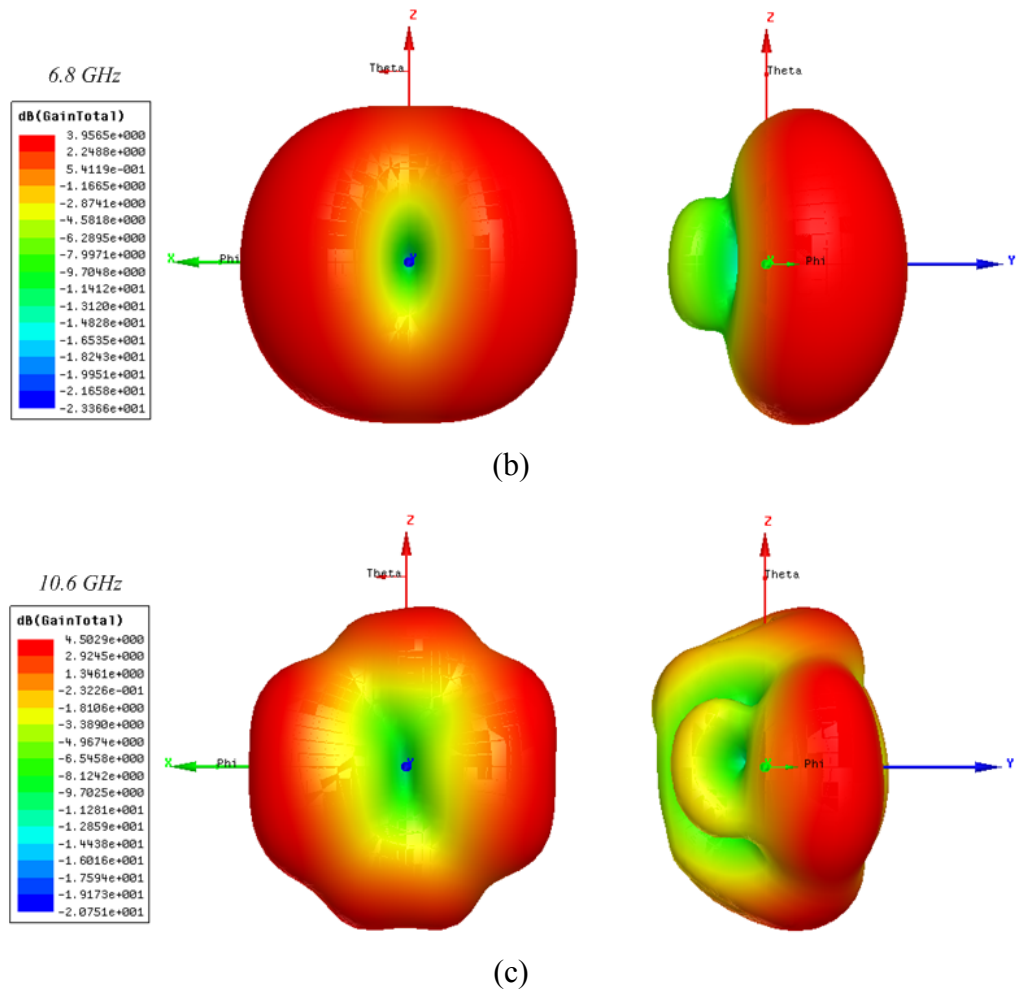 6.8 GHz
dB(GainTotal)
3.9565e+000
2.2488e+000
5.4119e-001
-1.1665e+000
-2.8741e+000
-4.5818e+000
-6.2895e+000
-7.9971e+000
-9.7048e+000
-1.1412e+001
-1.3120e+001
-1.4828e+001
-1.6535e+001
-1.8243e+001
-1.9951e+001
-2.1658e+001
-2.3366e+001
Z
Theta
X
Phi
Y
Z
Theta
X
Phi
Y
(b)
10.6 GHz
dB(GainTotal)
4.5029e+000
2.9245e+000
1.3461e+000
-2.3226e-001
-1.8106e+000
-3.3890e+000
-4.9674e+000
-6.5458e+000
-8.1242e+000
-9.7025e+000
-1.1281e+001
-1.2859e+001
-1.4438e+001
-1.6016e+001
-1.7594e+001
-1.9173e+001
-2.0751e+001
Z
Theta
X
Phi
Y
Z
Theta
X
Phi
Y
(c)